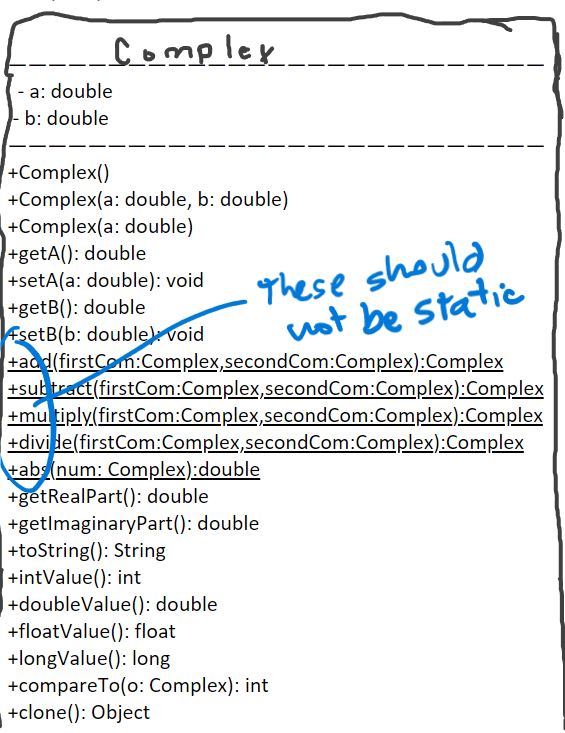 Complex
- a: double
- b: double
+Complex()
+Complex(a: double, b: double)
+Complex(a: double)
+getA(): double
+setA(a: double): void
+getB(): double
+setB(b: double): void
These should
not be static
+add(firstCom:Complex,secondCom:Complex):Complex
+subtract(firstCom:Complex,secondCom:Complex):Complex
+multiply(firstCom:Complex,secondCom:Complex):Complex
+divide(firstCom:Complex,secondCom:Complex):Complex
+abs(num: Complex):double
+getRealPart(): double
+getImaginaryPart(): double
+toString(): String
+intValue(): int
+doubleValue(): double
+floatValue(): float
+longValue(): long
+compareTo(o: Complex): int
+clone(): Object